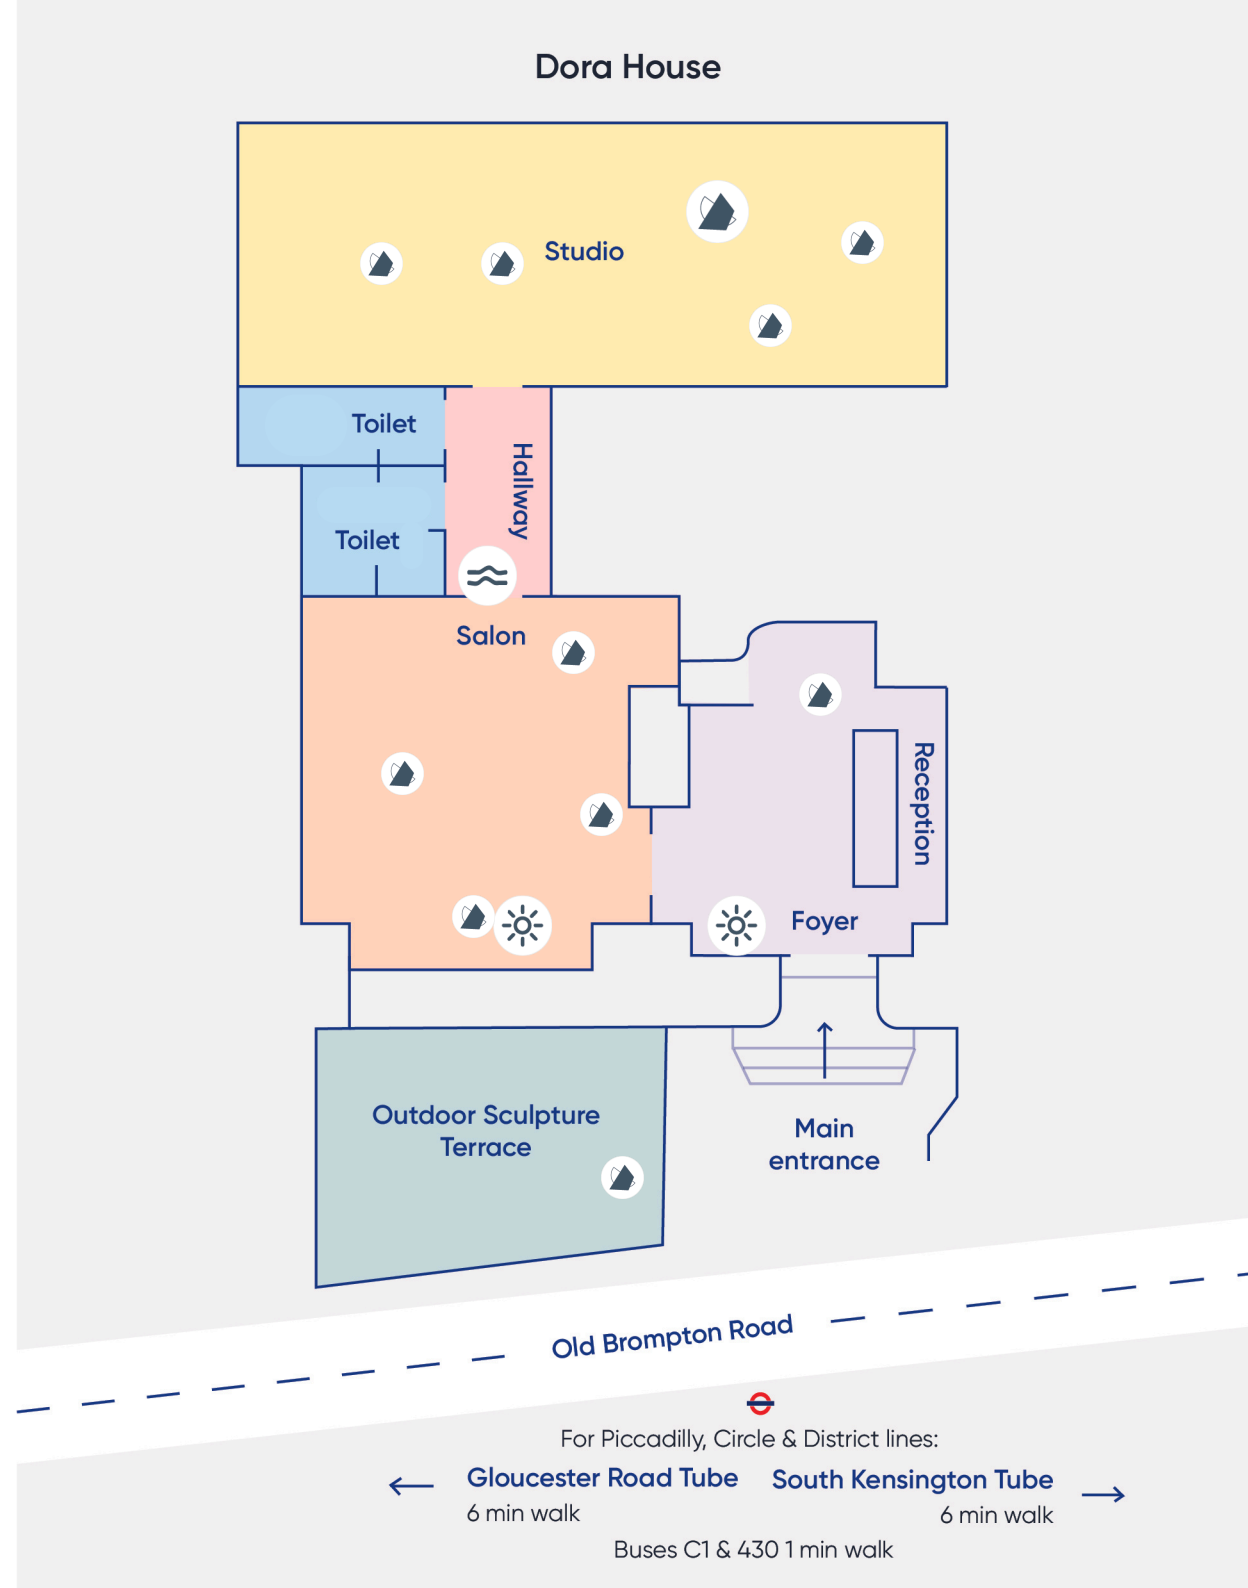 Dora House
Studio
Toilet
Hallway
Toilet
Salon
Reception
Foyer
Outdoor Sculpture
Terrace
Main
entrance
Old Brompton Road
For Piccadilly, Circle & District lines:
Gloucester Road Tube
6 min walk
South Kensington Tube
6 min walk
Buses C1 & 430 1 min walk